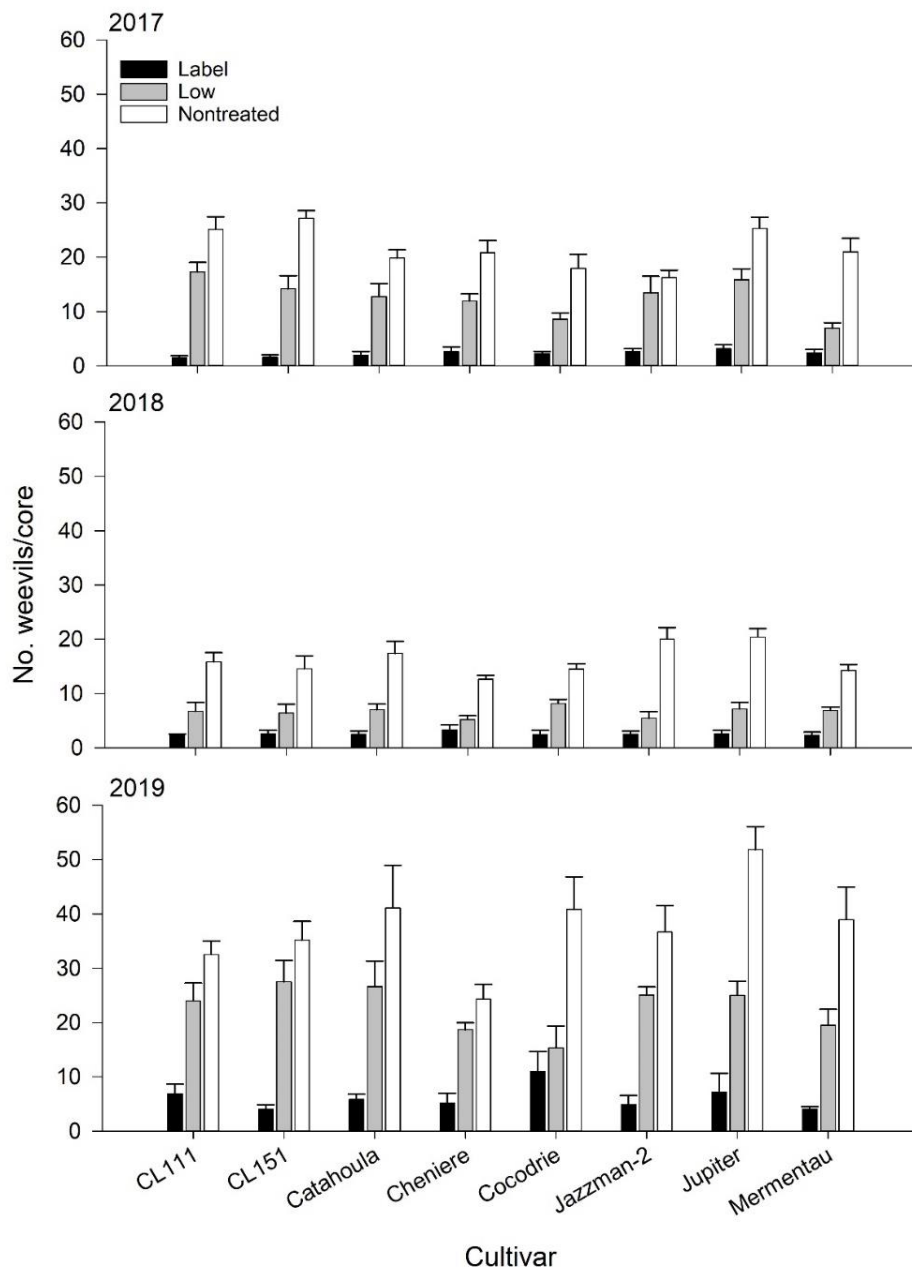 2017
60
50
40
30
20
10
0
Label
Low
Nontreated
2018
60
50
40
30
20
10
0
No. weevils/core
2019
60
50
40
30
20
10
0
CL111
CL151
Catahoula
Cheniere
Cocodrie
Jazzman-2
Jupiter
Mermentau
Cultivar